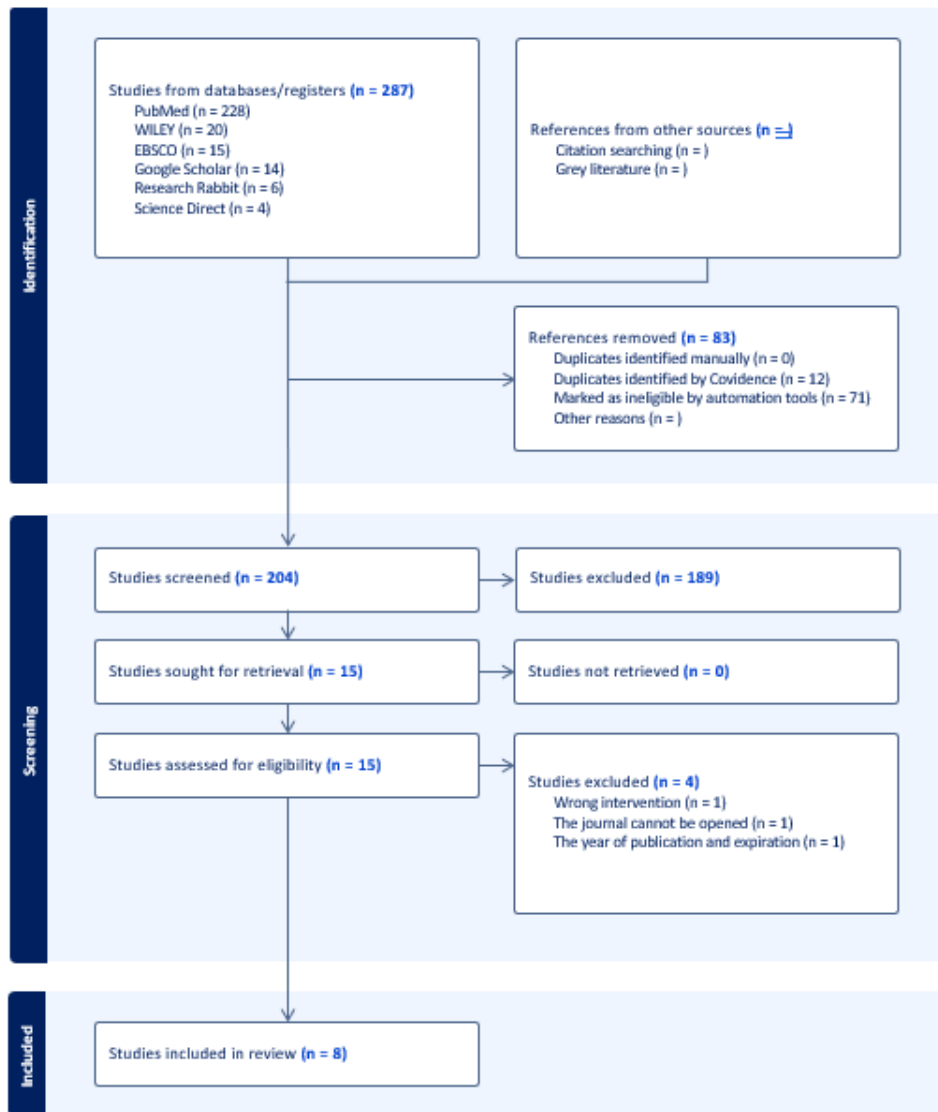 Identification
Studies from databases/registers (n = 287)
PubMed (n = 228)
WILEY (n = 20)
EBSCO (n = 15)
Google Scholar (n = 14)
Research Rabbit (n = 6)
Science Direct (n = 4)
References from other sources (n = )
Citation searching (n = )
Grey literature (n = )
References removed (n = 83)
Duplicates identified manually (n = 0)
Duplicates identified by Covidence (n = 12)
Marked as ineligible by automation tools (n = 71)
Other reasons (n = )
Screening
Studies screened (n = 204)
Studies excluded (n = 189)
Studies sought for retrieval (n = 15)
Studies not retrieved (n = 0)
Studies assessed for eligibility (n = 15)
Studies excluded (n = 4)
Wrong intervention (n = 1)
The journal cannot be opened (n = 1)
The year of publication and expiration (n = 1)
Included
Studies included in review (n = 8)